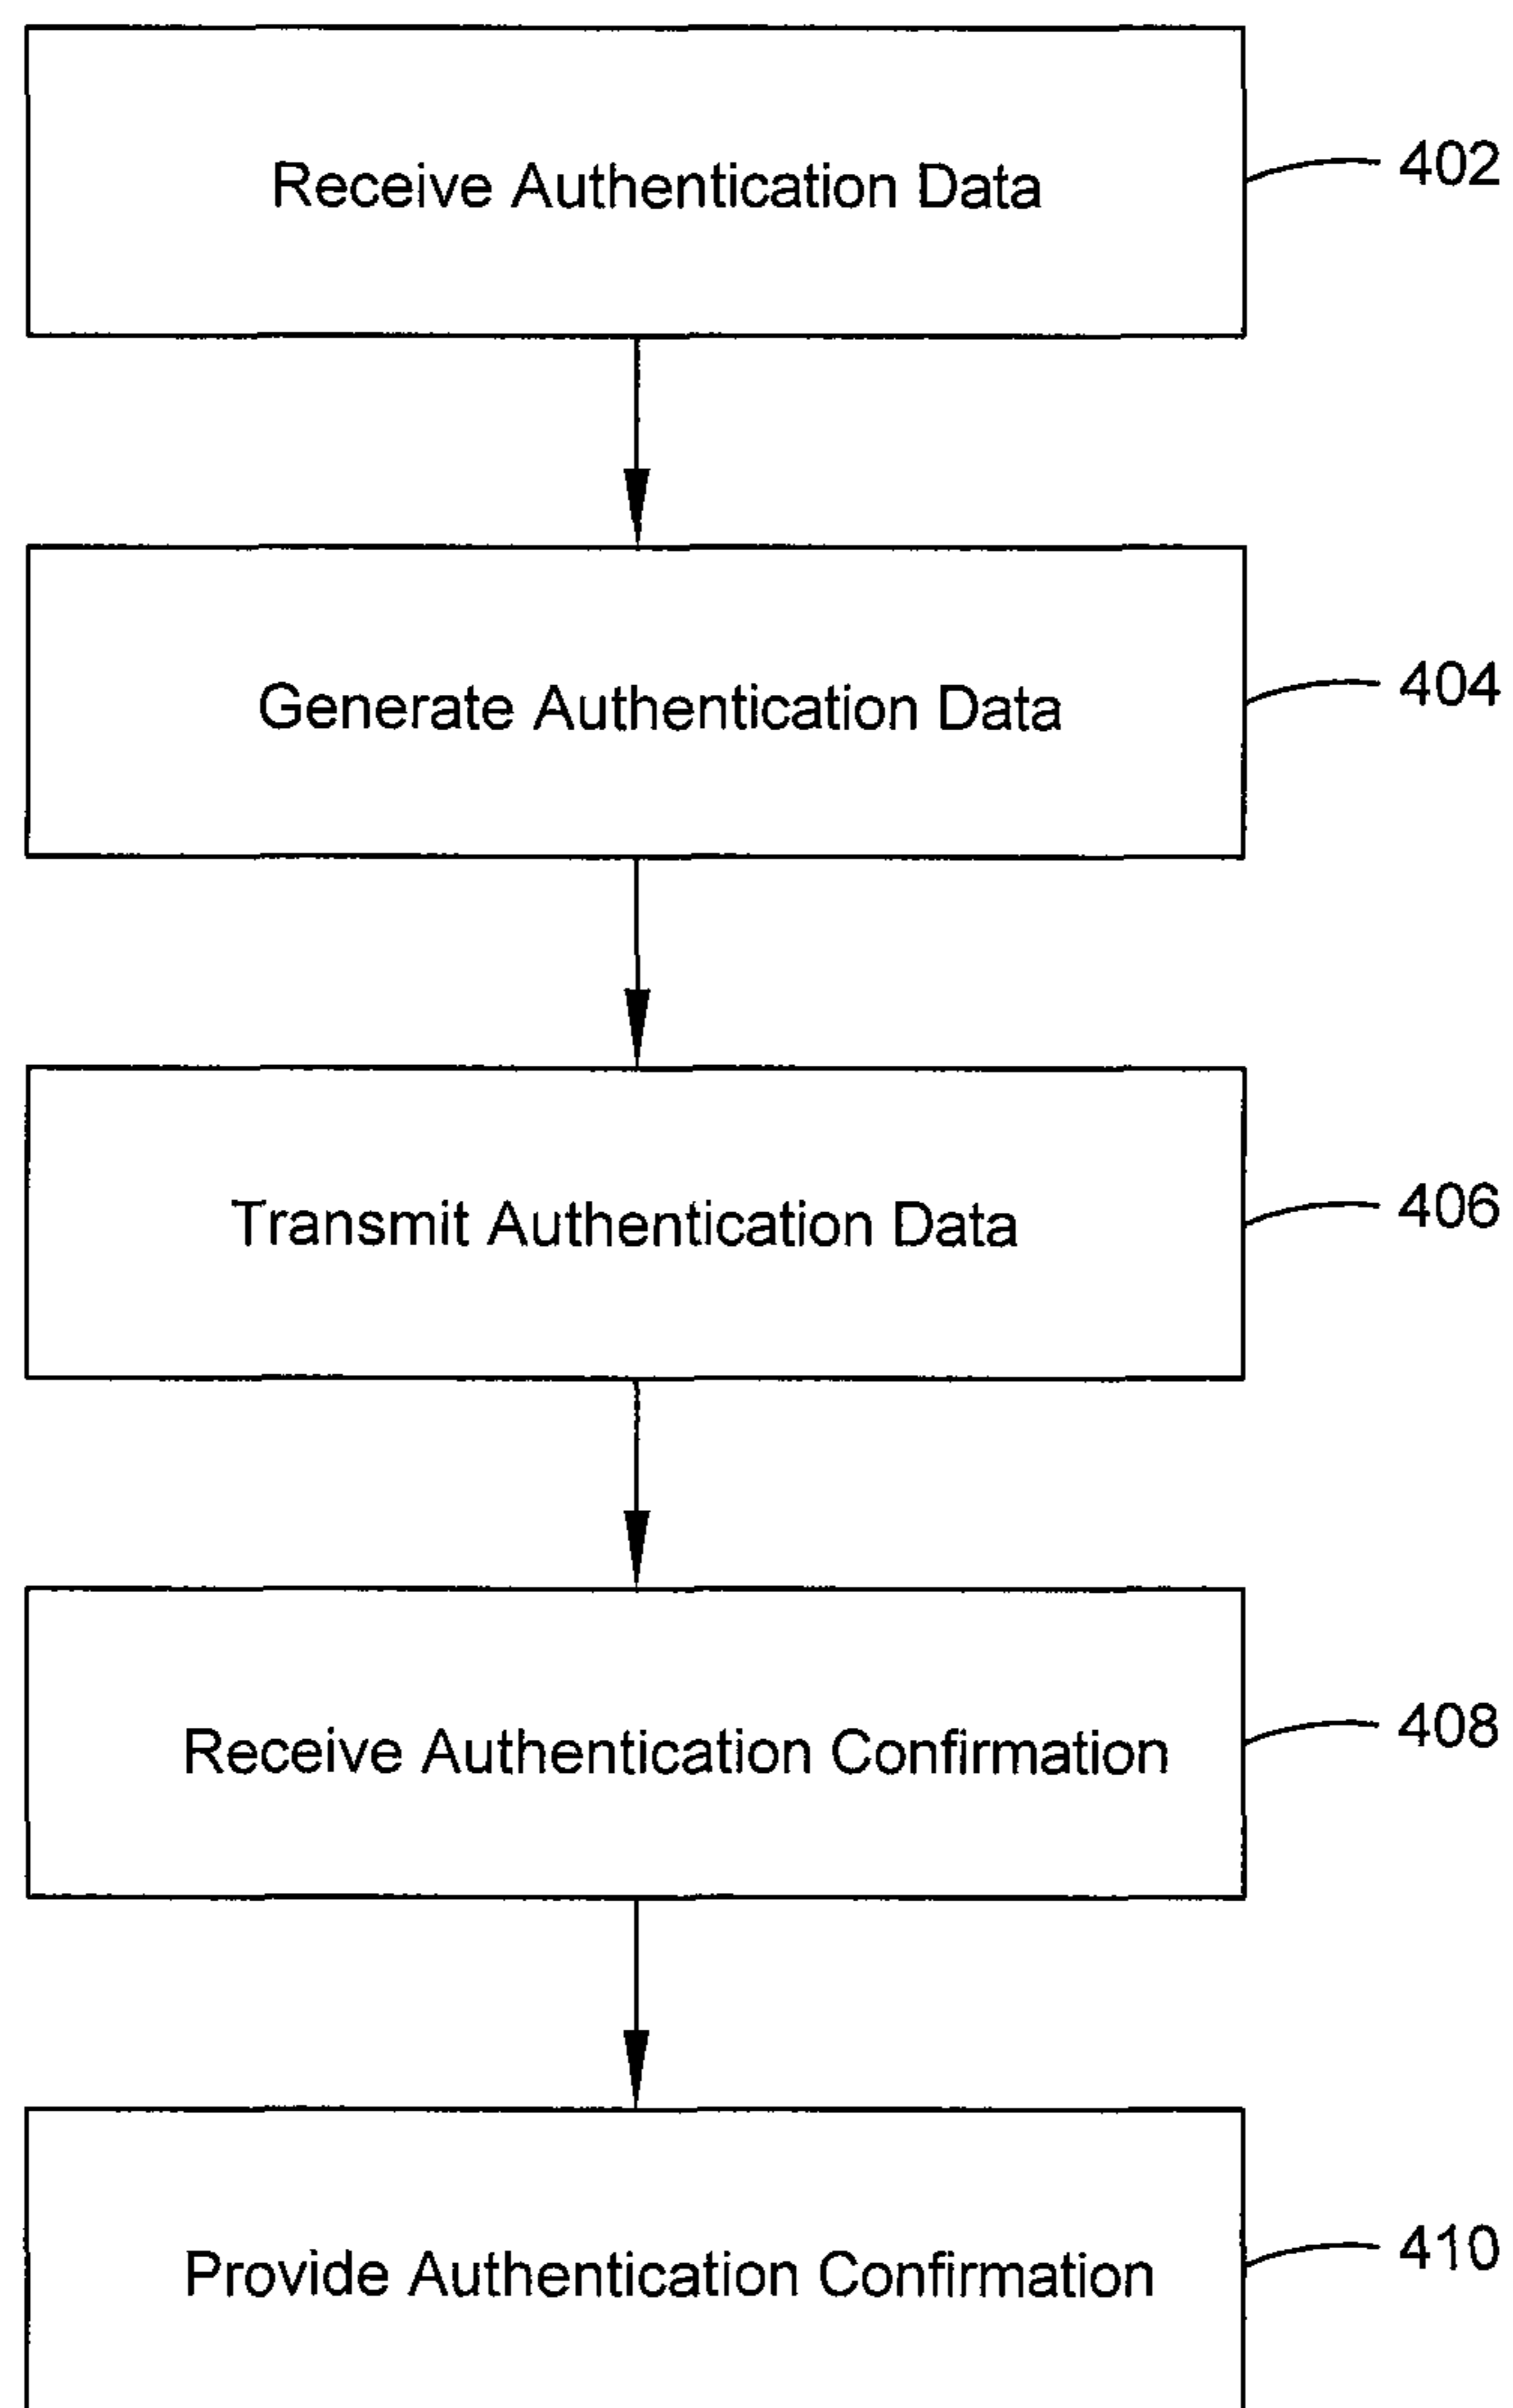 Receive Authentication Data
402
Generate Authentication Data
404
Transmit Authentication Data
406
Receive Authentication Confirmation
408
Provide Authentication Confirmation
410